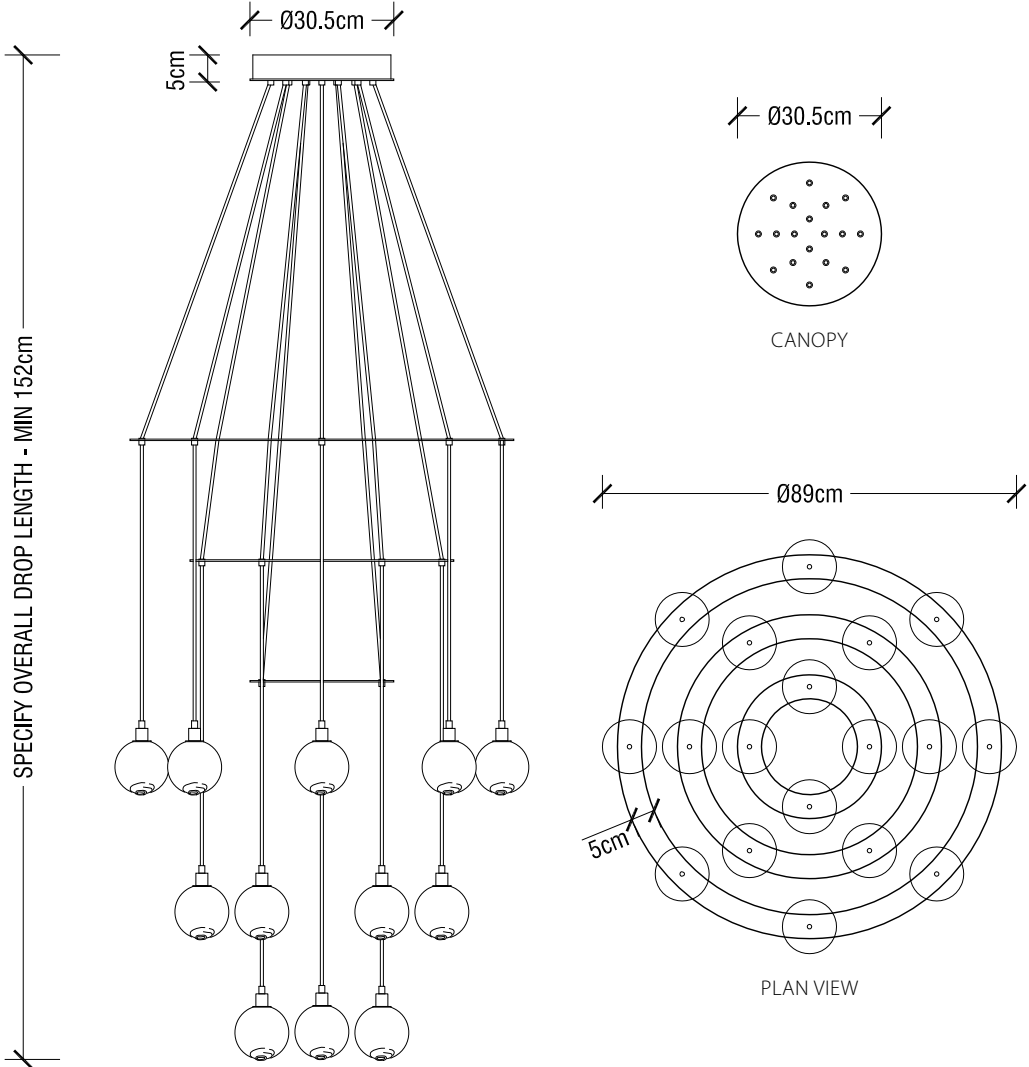 Ø30.5cm
5cm
SPECIFY OVERALL DROP LENGTH - MIN 152cm
Ø30.5cm
CANOPY
Ø89cm
5cm
PLAN VIEW